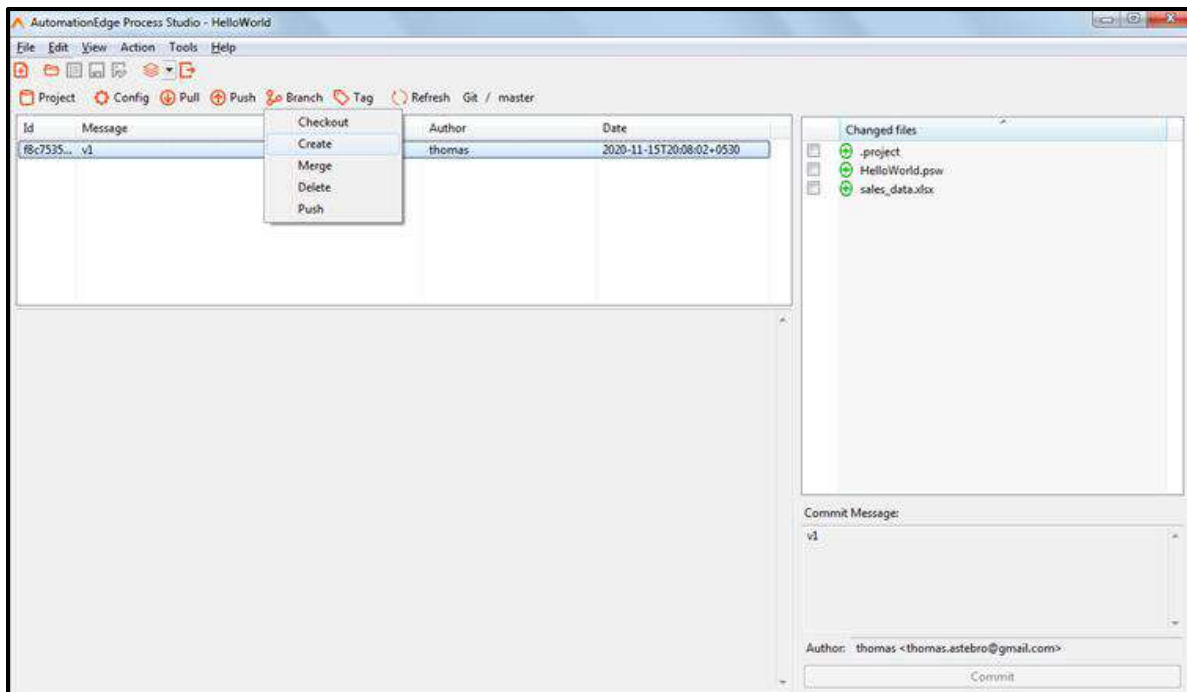 AutomationEdge Process Studio - HelloWorld
File Edit View Action Tools Help
Project Config Pull Push Branch Tag Refresh Git / master
Checkout
Create
Merge
Delete
Push
Id Message Author Date
f8c7535... v1 thomas 2020-11-15T20:08:02+0530
Changed files
.project
HelloWorld.psw
sales_data.xlsx
Commit Message:
v1
Author: thomas <thomas.astebro@gmail.com>
Commit